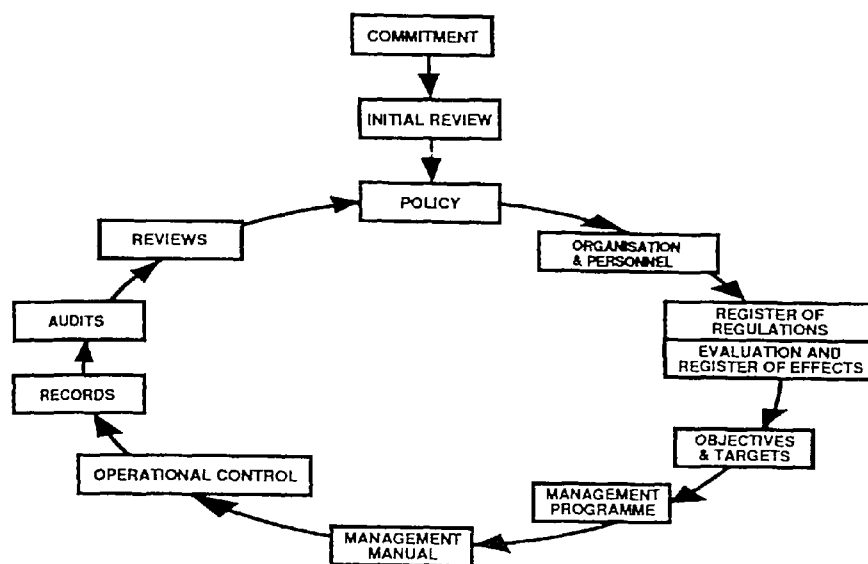 COMMITMENT
INITIAL REVIEW
POLICY
ORGANISATION
& PERSONNEL
REGISTER OF
REGULATIONS
EVALUATION AND
REGISTER OF EFFECTS
OBJECTIVES
& TARGETS
MANAGEMENT
PROGRAMME
MANAGEMENT
MANUAL
OPERATIONAL CONTROL
RECORDS
AUDITS
REVIEWS